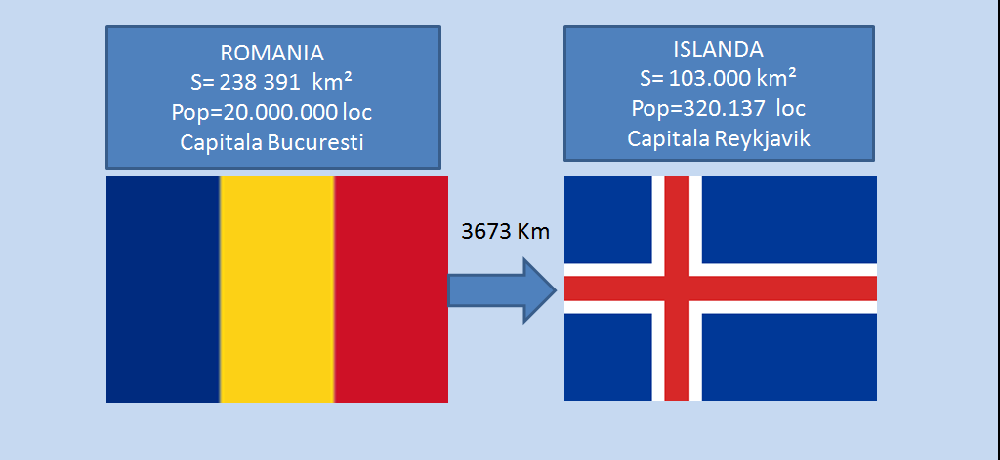 ROMANIA
S= 238 391  km²
Pop=20.000.000 loc
Capitala Bucuresti
ISLANDA
S= 103.000 km²
Pop=320.137  loc
Capitala Reykjavik
3673 Km